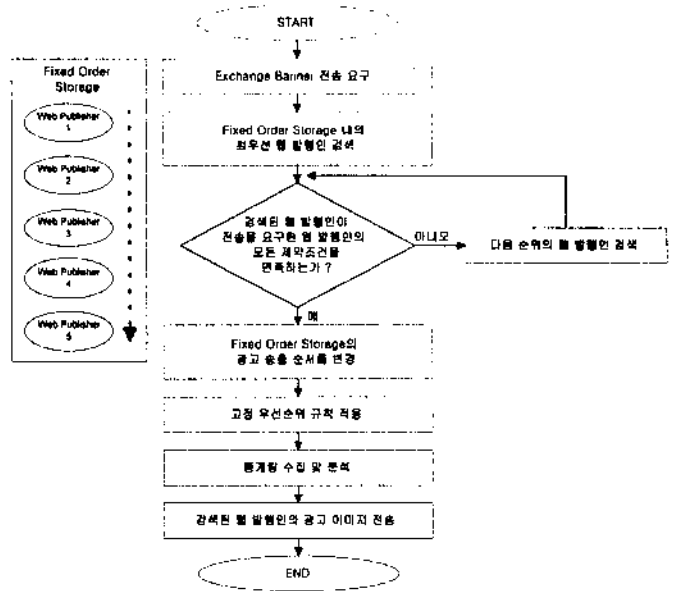 START
Fixed Order
Storage
Web Publisher
1
Web Publisher
2
Web Publisher
3
Web Publisher
4
Web Publisher
5
Exchange Banner 전송 요구
Fixed Order Storage 내의
최우선 웹 발행인 검색
검색된 웹 발행인이
전송을 요구한 웹 발행인의
모든 제약조건을
만족하는가 ?
아니오
다음 순위의 웹 발행인 검색
예
Fixed Order Storage의
광고 송출 순서를 변경
고정 우선순위 규칙 적용
통계량 수집 및 분석
검색된 웹 발행인의 광고 이미지 전송
END